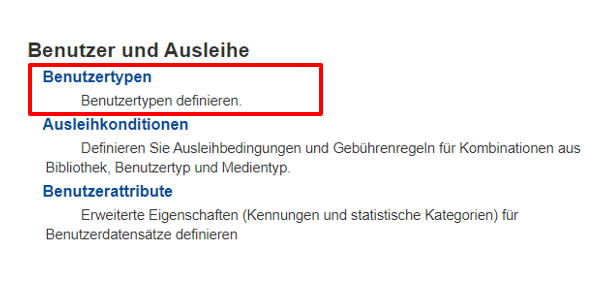 Benutzer und Ausleihe
Benutzertypen
Benutzertypen definieren.
Ausleihkonditionen
Definieren Sie Ausleihbedingungen und Gebührenregeln für Kombinationen aus
Bibliothek, Benutzertyp und Medientyp.
Benutzerattribute
Erweiterte Eigenschaften (Kennungen und statistische Kategorien) für
Benutzerdatensätze definieren